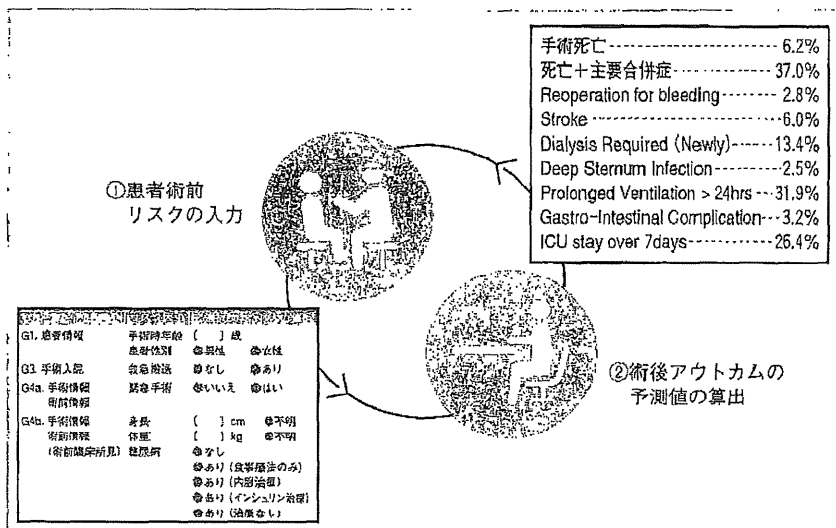 手術死亡 6.2%
死亡＋主要合併症 37.0%
Reoperation for bleeding 2.8%
Stroke 6.0%
Dialysis Required (Newly) 13.4%
Deep Sternum Infection 2.5%
Prolonged Ventilation > 24hrs 31.9%
Gastro-Intestinal Complication 3.2%
ICU stay over 7days 26.4%
①患者術前
リスクの入力
②術後アウトカムの
予測値の算出
G1. 患者情報 手術時年齢 [ ] 歳
患者性別 男性 女性
G3. 手術入院 救急搬送 なし あり
G4a. 手術情報 緊急手術 いいえ はい
術前情報
G4b. 手術情報 身長 [ ] cm 不明
術前情報 体重 [ ] kg 不明
(術前臨床所見) 糖尿病 なし
あり (食事療法のみ)
あり (内服治療)
あり (インシュリン治療)
あり (治療なし)